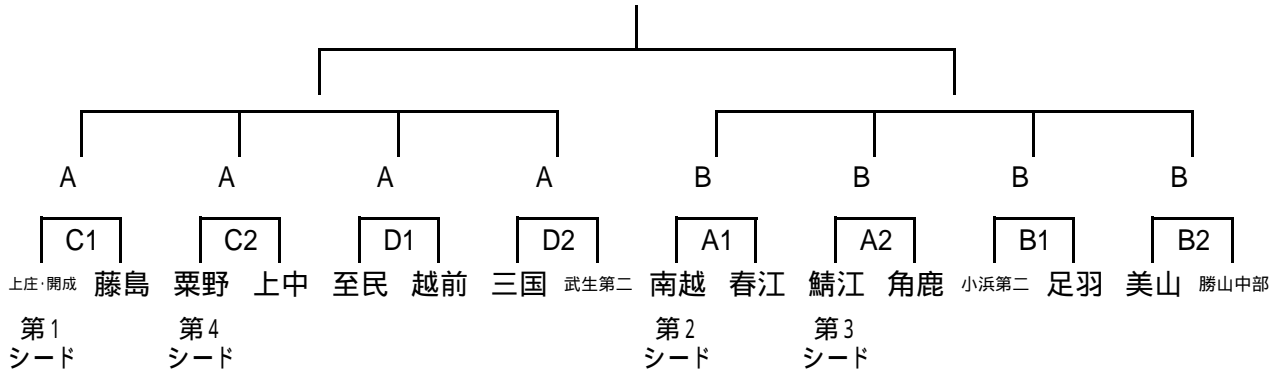 A A A A B B B B
C1 C2 D1 D2 A1 A2 B1 B2
上庄・開成 藤島 粟野 上中 至民 越前 三国 武生第二 南越 春江 鯖江 角鹿 小浜第二 足羽 美山 勝山中部
第1 第4 第2 第3
シード シード シード シード